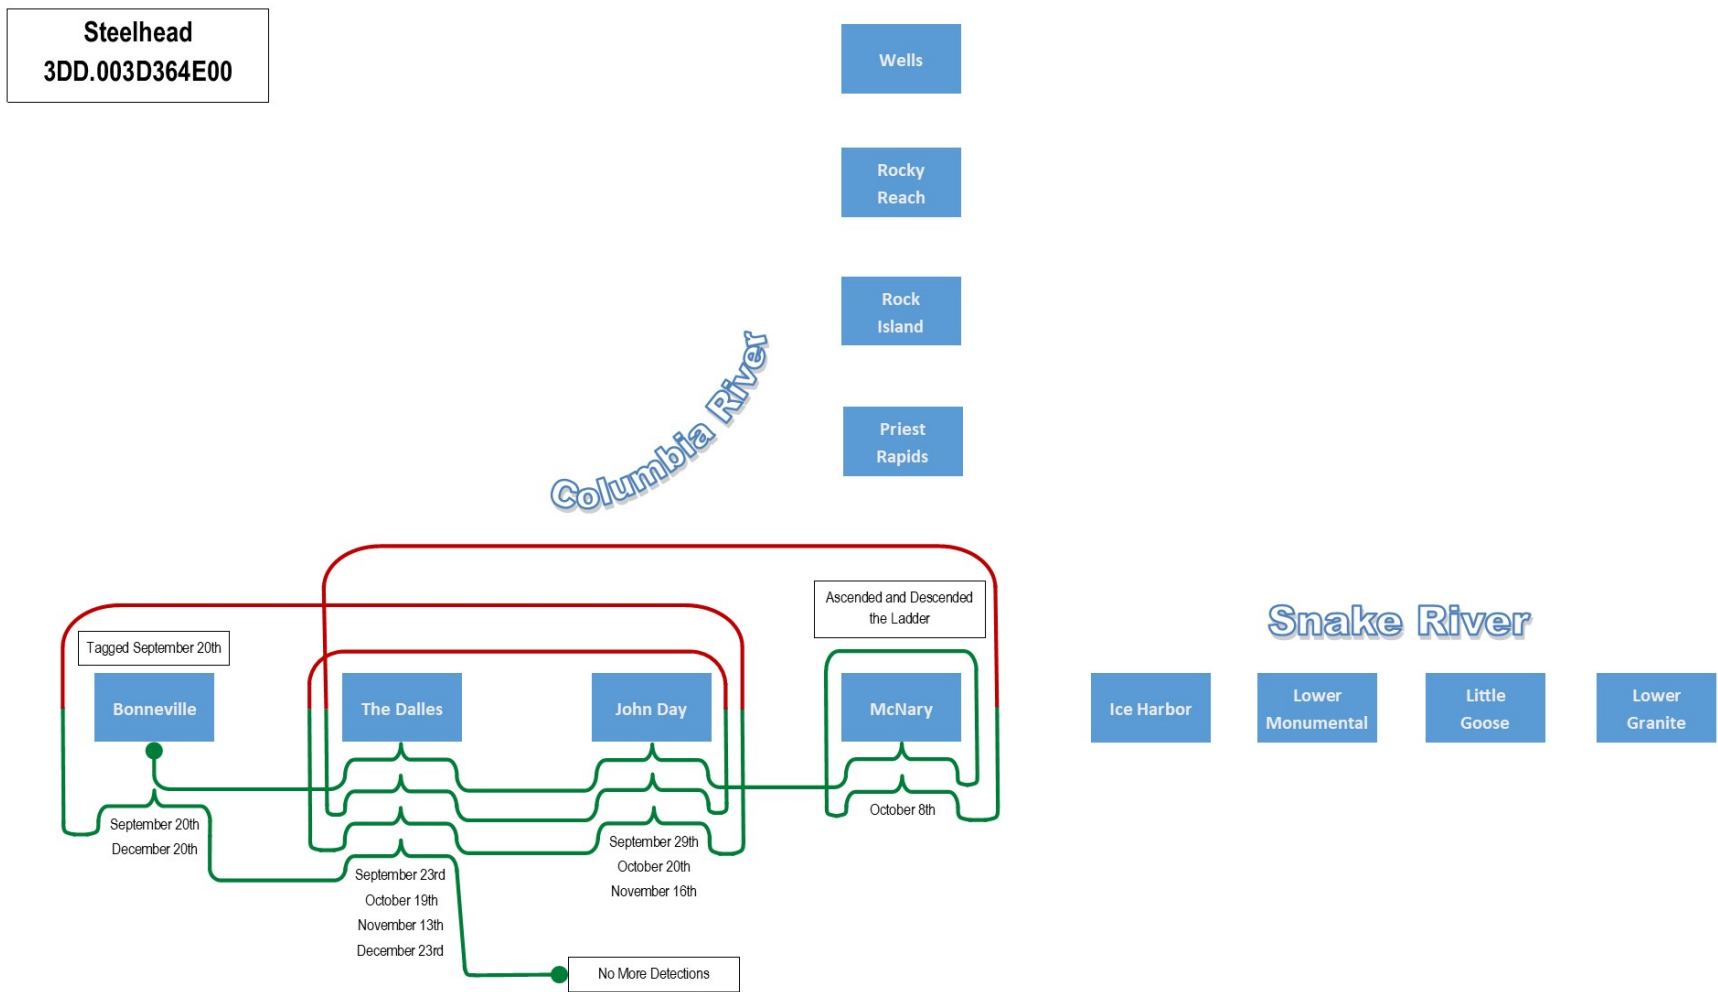 Steelhead
3DD.003D364E00
Wells
Rocky
Reach
Rock
Island
Priest
Rapids
Columbia River
Snake River
Ascended and Descended
the Ladder
Tagged September 20th
Bonneville
The Dalles
John Day
McNary
Ice Harbor
Lower
Monumental
Little
Goose
Lower
Granite
September 20th
December 20th
September 23rd
October 19th
November 13th
December 23rd
September 29th
October 20th
November 16th
October 8th
No More Detections